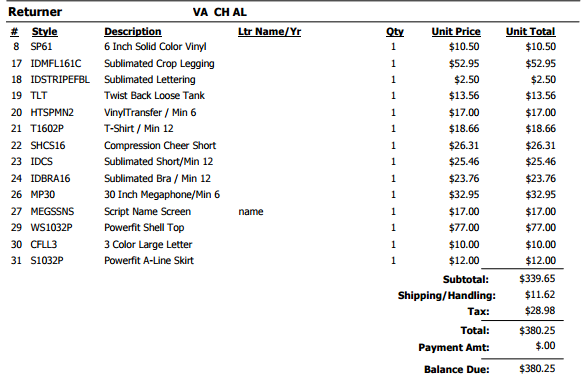 Returner VA CH AL
# Style Description Ltr Name/Yr Qty Unit Price Unit Total
8 SP61 6 Inch Solid Color Vinyl 1 $10.50 $10.50
17 IDMFL161C Sublimated Crop Legging 1 $52.95 $52.95
18 IDSTRIPEFBL Sublimated Lettering 1 $2.50 $2.50
19 TLT Twist Back Loose Tank 1 $13.56 $13.56
20 HTSPMN2 VinylTransfer / Min 6 1 $17.00 $17.00
21 T1602P T-Shirt / Min 12 1 $18.66 $18.66
22 SHCS16 Compression Cheer Short 1 $26.31 $26.31
23 IDCS Sublimated Short/Min 12 1 $25.46 $25.46
24 IDBRA16 Sublimated Bra / Min 12 1 $23.76 $23.76
26 MP30 30 Inch Megaphone/Min 6 1 $32.95 $32.95
27 MEGSSNS Script Name Screen name 1 $17.00 $17.00
29 WS1032P Powerfit Shell Top 1 $77.00 $77.00
30 CFLL3 3 Color Large Letter 1 $10.00 $10.00
31 S1032P Powerfit A-Line Skirt 1 $12.00 $12.00
Subtotal: $339.65
Shipping/Handling: $11.62
Tax: $28.98
Total: $380.25
Payment Amt: $.00
Balance Due: $380.25